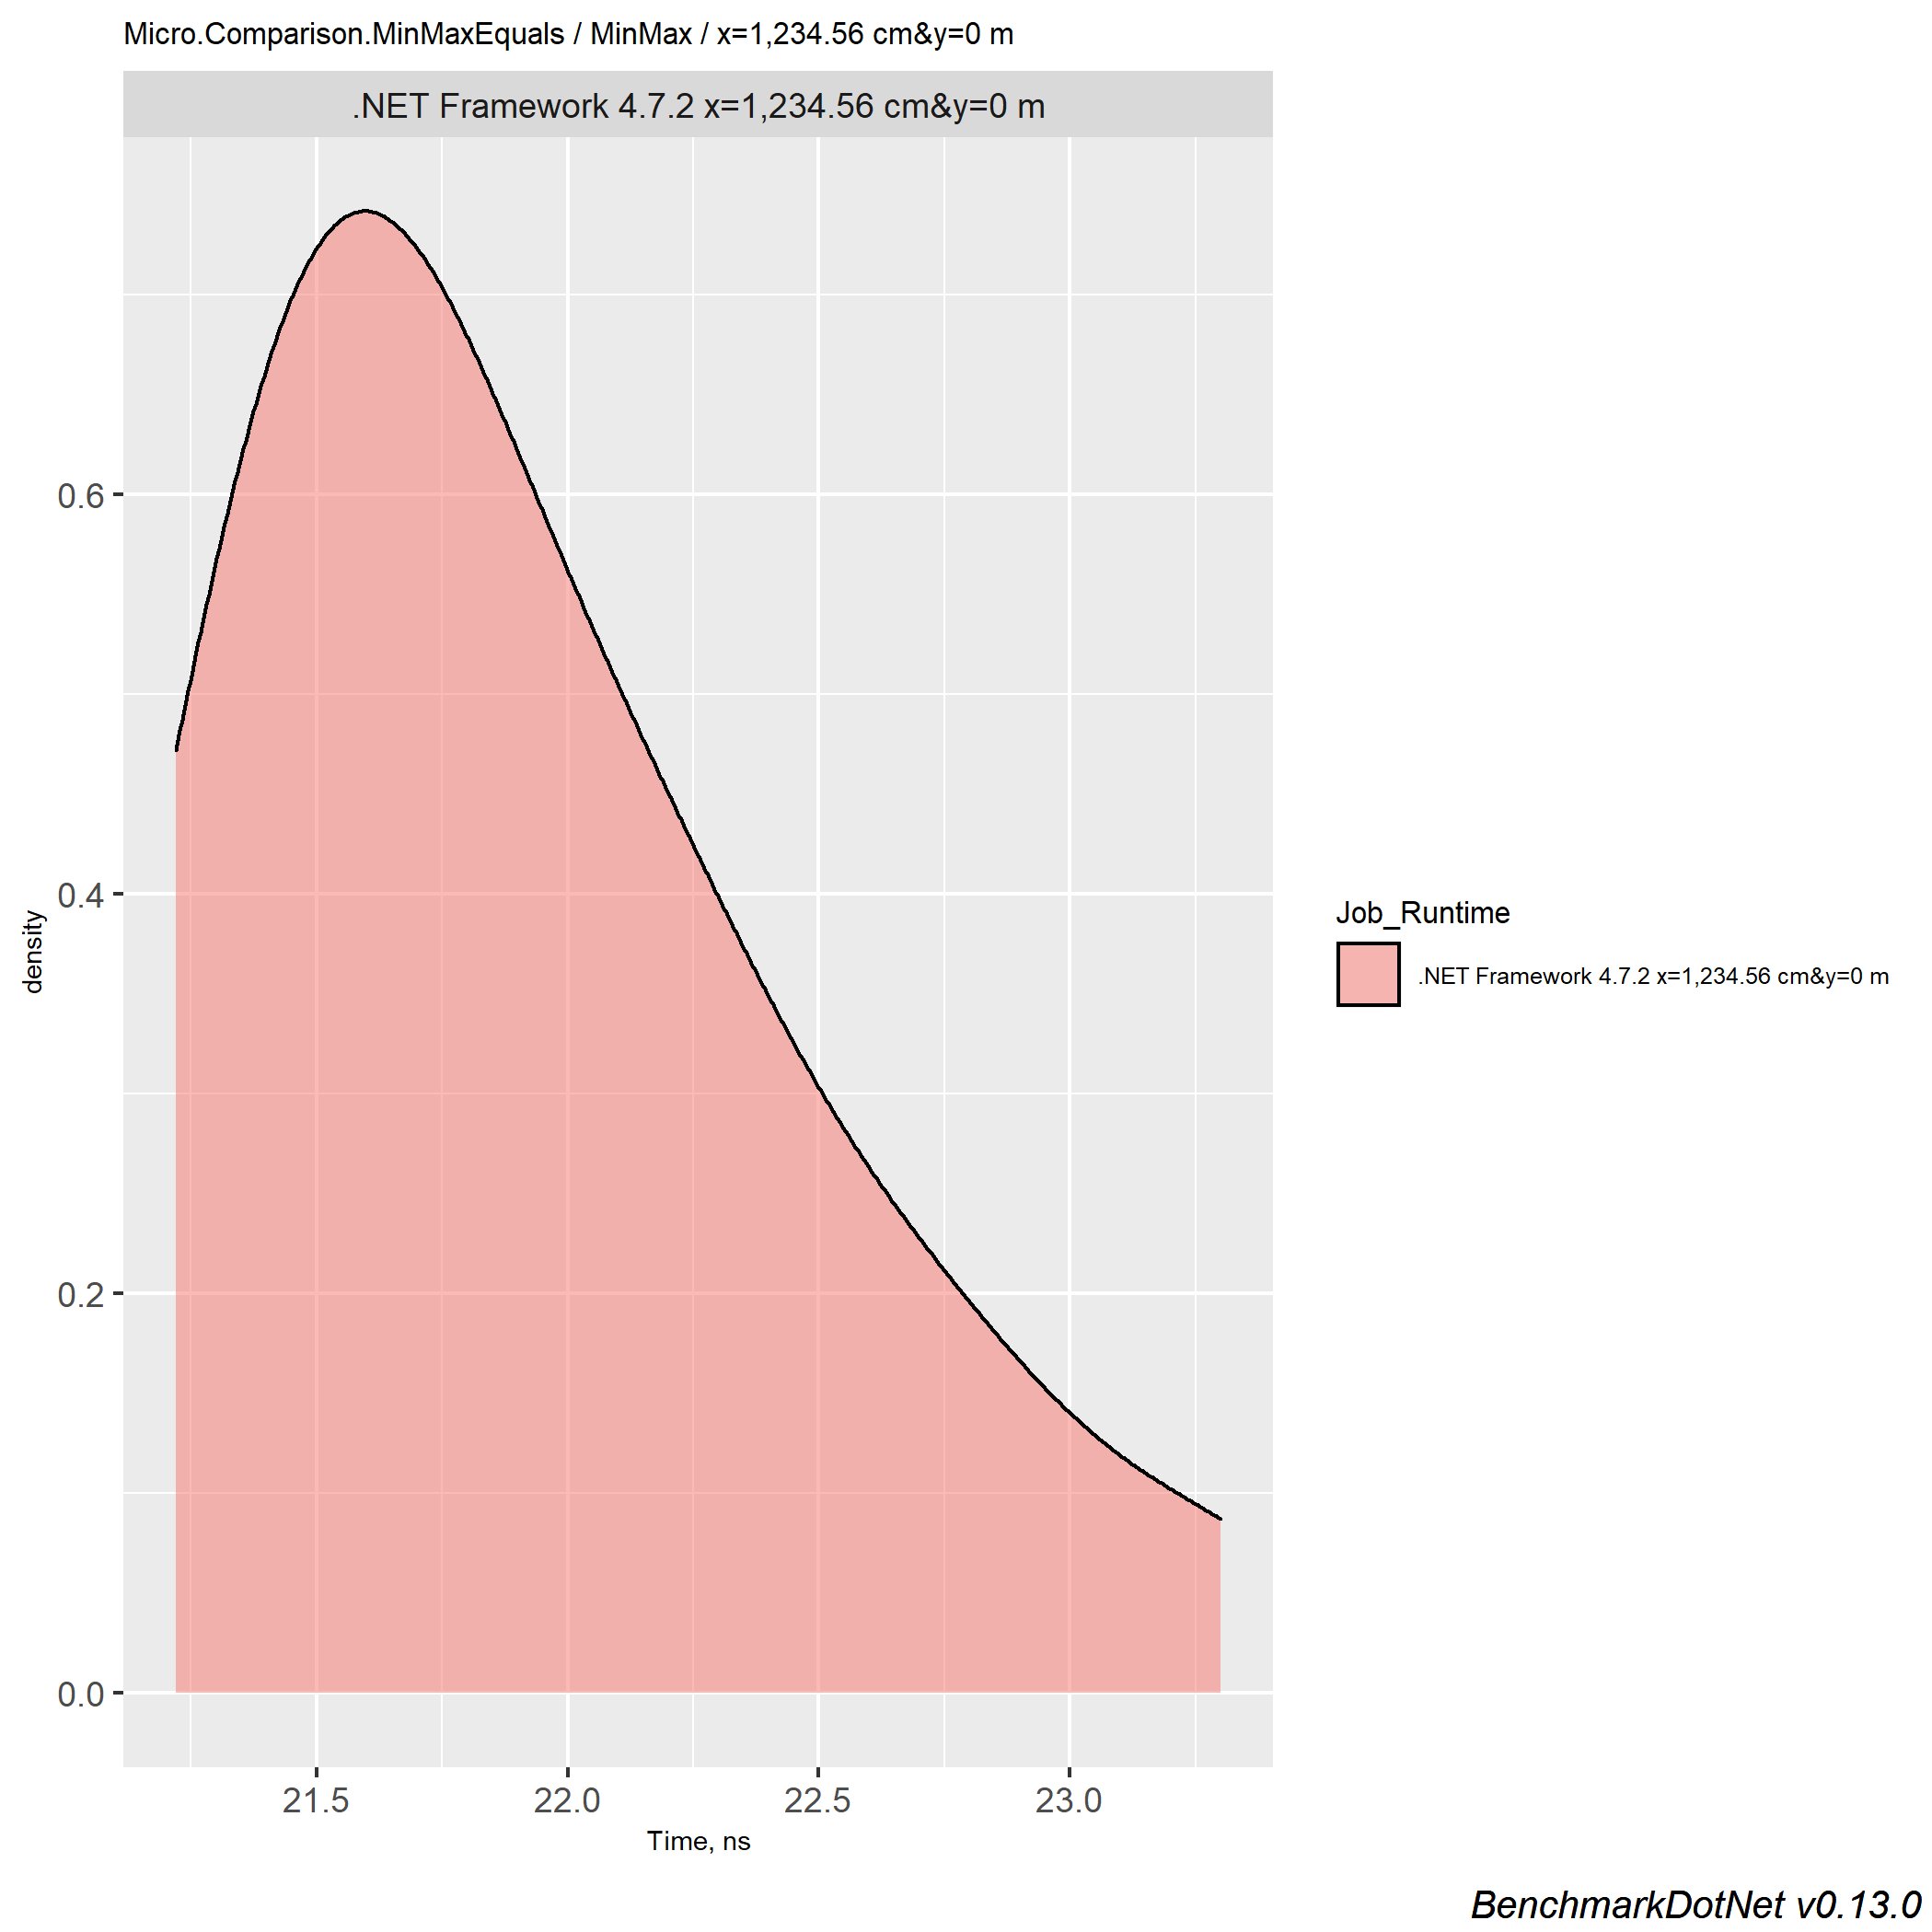 Micro.Comparison.MinMaxEquals / MinMax / x=1,234.56 cm&y=0 m
.NET Framework 4.7.2 x=1,234.56 cm&y=0 m
0.6
0.4
0.2
0.0
density
21.5 22.0 22.5 23.0
Time, ns
Job_Runtime
.NET Framework 4.7.2 x=1,234.56 cm&y=0 m
BenchmarkDotNet v0.13.0